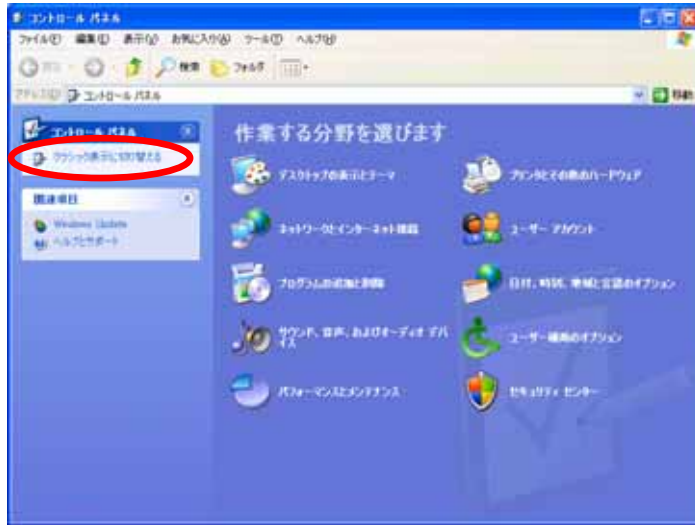 コントロール パネル
ファイル(F) 編集(E) 表示(V) お気に入り(A) ツール(T) ヘルプ(H)
戻る 検索 フォルダ
アドレス(D) コントロール パネル 移動
コントロール パネル
クラシック表示に切り替える
関連項目
Windows Update
ヘルプとサポート
作業する分野を選びます
デスクトップの表示とテーマ
プリンタとその他のハードウェア
ネットワークとインターネット接続
ユーザー アカウント
プログラムの追加と削除
日付、時刻、地域と言語のオプション
サウンド、音声、およびオーディオ デバ
イス
ユーザー補助のオプション
パフォーマンスとメンテナンス
セキュリティ センター